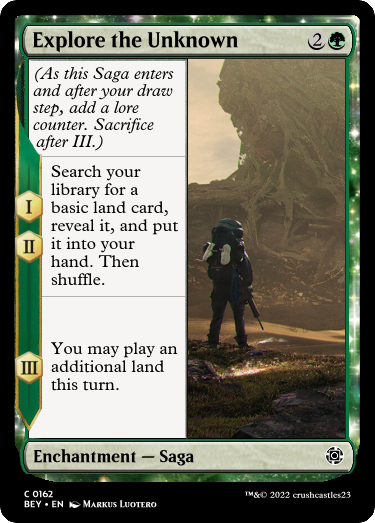 Explore the Unknown 2
(As this Saga enters
and after your draw
step, add a lore
counter. Sacrifice
after III.)
I
II
Search your
library for a
basic land card,
reveal it, and put
it into your
hand. Then
shuffle.
III
You may play an
additional land
this turn.
Enchantment — Saga
C 0162
BEY • EN MARKUS LUOTERO
™&© 2022 crushcastles23